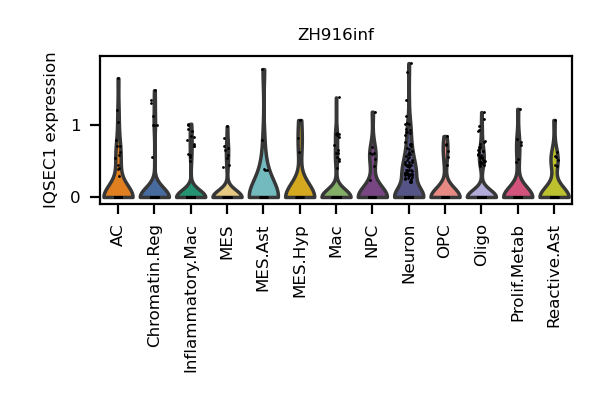 ZH916inf
IQSEC1 expression
1
0
AC
Chromatin.Reg
Inflammatory.Mac
MES
MES.Ast
MES.Hyp
Mac
NPC
Neuron
OPC
Oligo
Prolif.Metab
Reactive.Ast